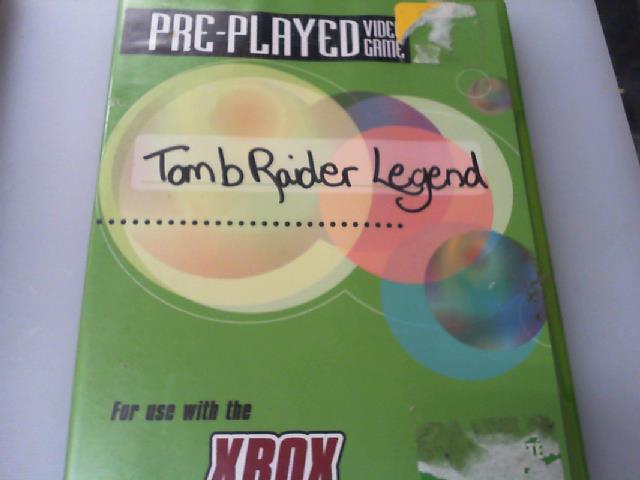 PRE-PLAYED VIDEO GAME
Tomb Raider Legend
For use with the
XBOX